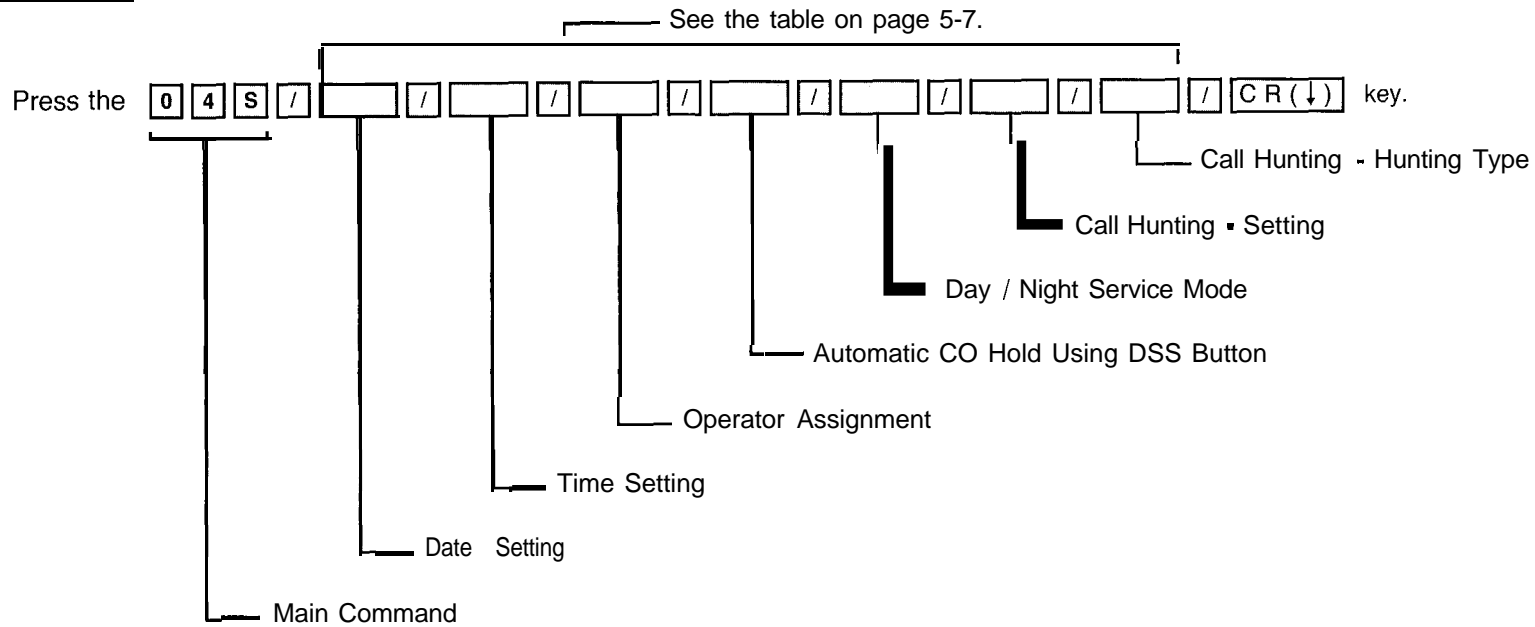 See the table on page 5-7.
Press the 0 4 S / / / / / / / / CR(↓) key.
Call Hunting - Hunting Type
Call Hunting - Setting
Day / Night Service Mode
Automatic CO Hold Using DSS Button
Operator Assignment
Time Setting
Date Setting
Main Command